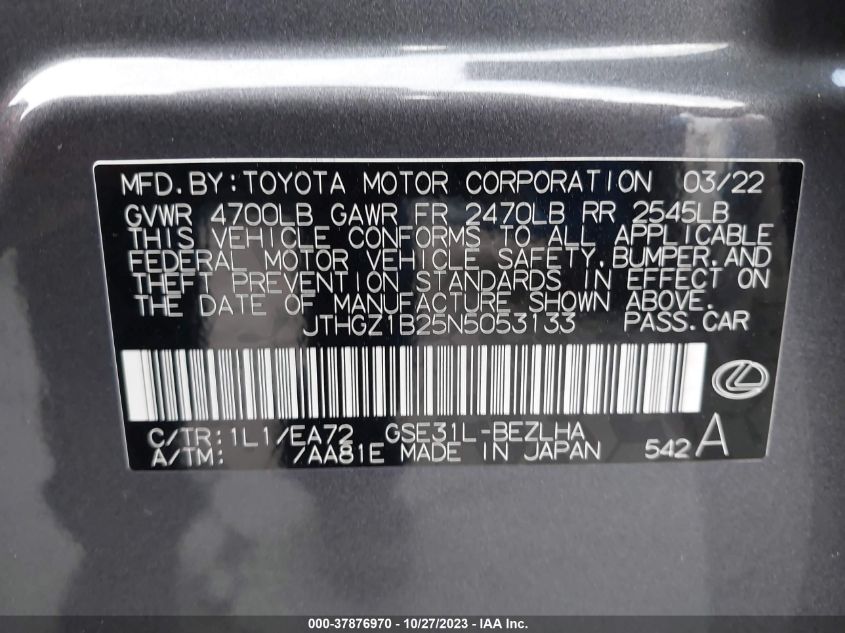 MFD.BY:TOYOTA MOTOR CORPORATION 03/22
GVWR 4700LB GAWR FR 2470LB RR 2545LB
THIS VEHICLE CONFORMS TO ALL APPLICABLE
FEDERAL MOTOR VEHICLE SAFETY,BUMPER,AND
THEFT PREVENTION STANDARDS IN EFFECT ON
THE DATE OF MANUFACTURE SHOWN ABOVE.
JTHGZ1B25N5053133 PASS.CAR
C/TR:1L1/EA72 GSE31L-BEZLHA
A/TM: /AA81E MADE IN JAPAN 542 A
000-37876970 - 10/27/2023 - IAA Inc.